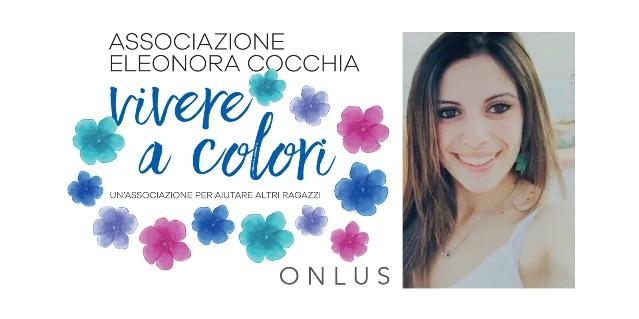 ASSOCIAZIONE
ELEONORA COCCHIA
vivere
a colori
UN'ASSOCIAZIONE PER AIUTARE ALTRI RAGAZZI
ONLUS